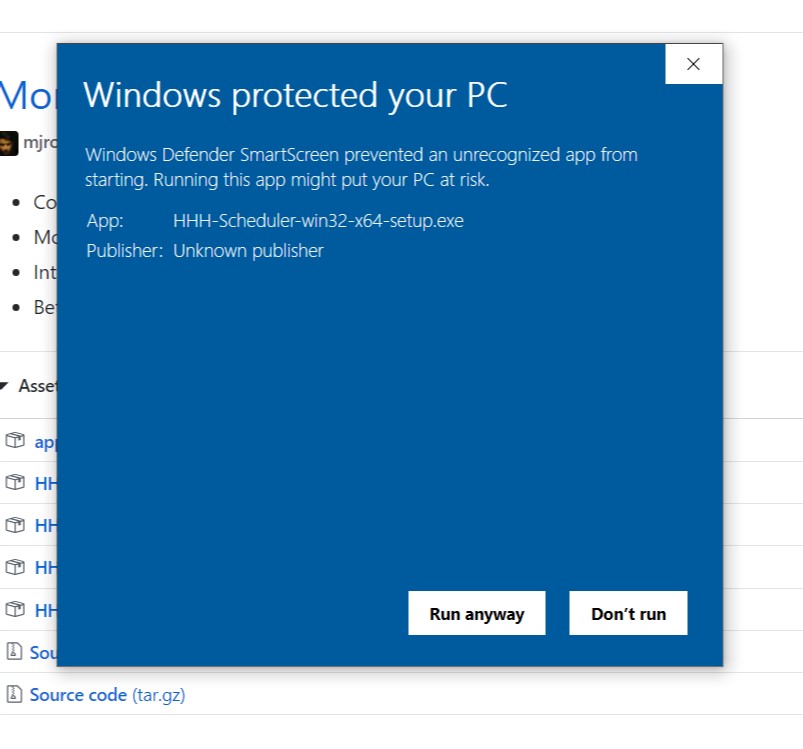 Windows protected your PC
Windows Defender SmartScreen prevented an unrecognized app from
starting. Running this app might put your PC at risk.
App: HHH-Scheduler-win32-x64-setup.exe
Publisher: Unknown publisher
Run anyway Don't run
Mo
mjro
Co
Mo
Int
Be
Asset
app
HH
HH
HH
HH
Sou
Source code (tar.gz)